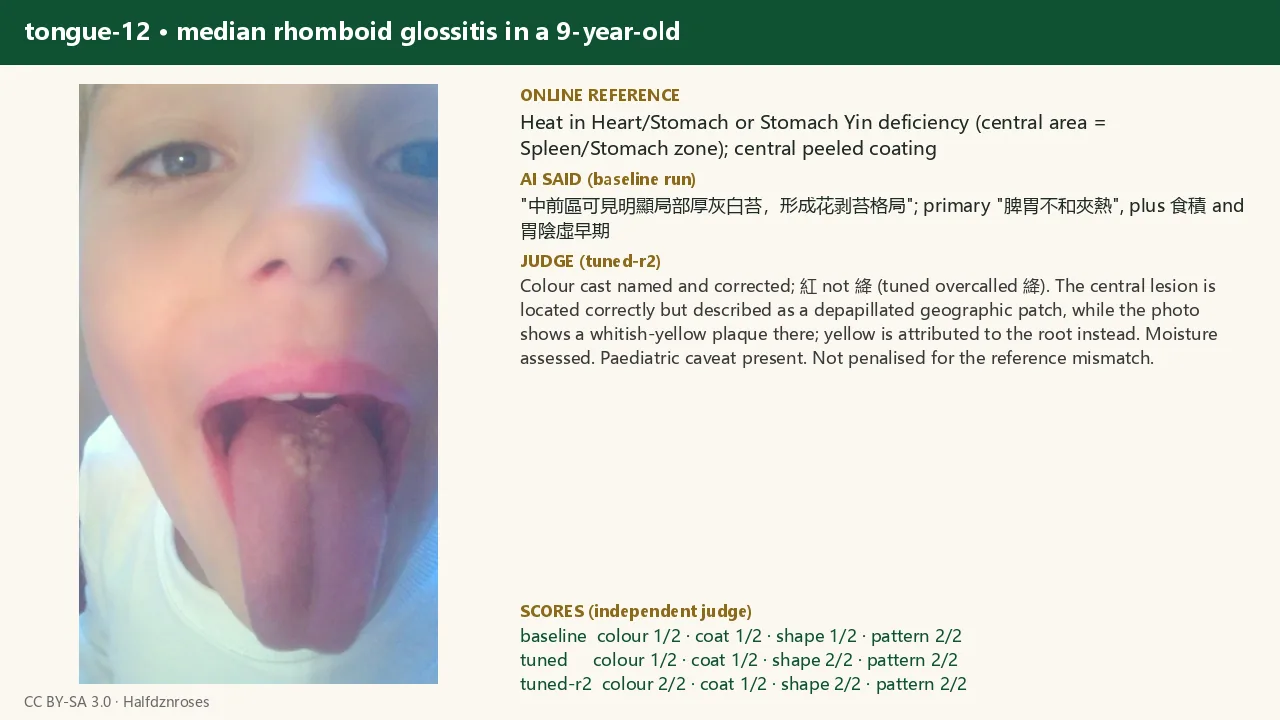 tongue-12 • median rhomboid glossitis in a 9-year-old
ONLINE REFERENCE
Heat in Heart/Stomach or Stomach Yin deficiency (central area =
Spleen/Stomach zone); central peeled coating
AI SAID (baseline run)
"中前區可見明顯局部厚灰白苔，形成花剥苔格局"; primary "脾胃不和夾熱", plus 食積 and
胃陰虛早期
JUDGE (tuned-r2)
Colour cast named and corrected; 紅 not 絳 (tuned overcalled 絳). The central lesion is
located correctly but described as a depapillated geographic patch, while the photo
shows a whitish-yellow plaque there; yellow is attributed to the root instead. Moisture
assessed. Paediatric caveat present. Not penalised for the reference mismatch.
SCORES (independent judge)
baseline colour 1/2 · coat 1/2 · shape 1/2 · pattern 2/2
tuned colour 1/2 · coat 1/2 · shape 2/2 · pattern 2/2
tuned-r2 colour 2/2 · coat 1/2 · shape 2/2 · pattern 2/2
CC BY-SA 3.0 · Halfdznroses